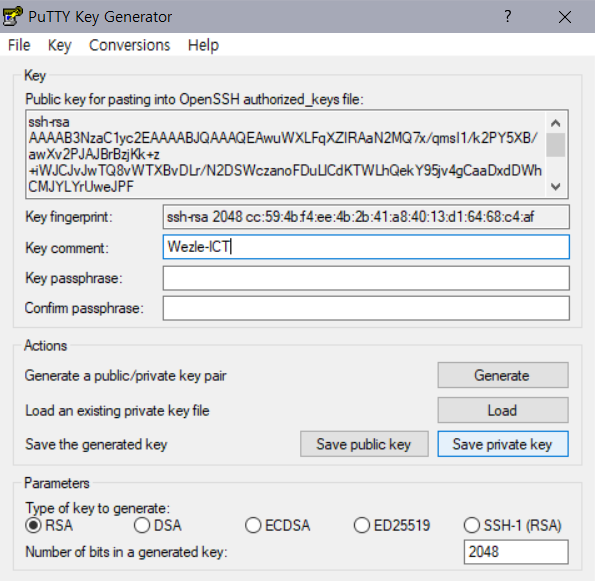 PuTTY Key Generator
File Key Conversions Help
Key
Public key for pasting into OpenSSH authorized_keys file:
ssh-rsa
AAAAB3NzaC1yc2EAAAABJQAAAQEAwuWXLFqXZIRAaN2MQ7x/qmsI1/k2PY5XB/
awXv2PJAJBrBzjKk+z
+iWJCJvJwTQ8vWTXBvDLr/N2DSWczanoFDuLlCdKTWLhQekY95jv4gCaaDxdDWh
CMJYLYrUweJPF
Key fingerprint: ssh-rsa 2048 cc:59:4b:f4:ee:4b:2b:41:a8:40:13:d1:64:68:c4:af
Key comment: Wezle-ICT
Key passphrase:
Confirm passphrase:
Actions
Generate a public/private key pair Generate
Load an existing private key file Load
Save the generated key Save public key Save private key
Parameters
Type of key to generate:
RSA DSA ECDSA ED25519 SSH-1 (RSA)
Number of bits in a generated key: 2048